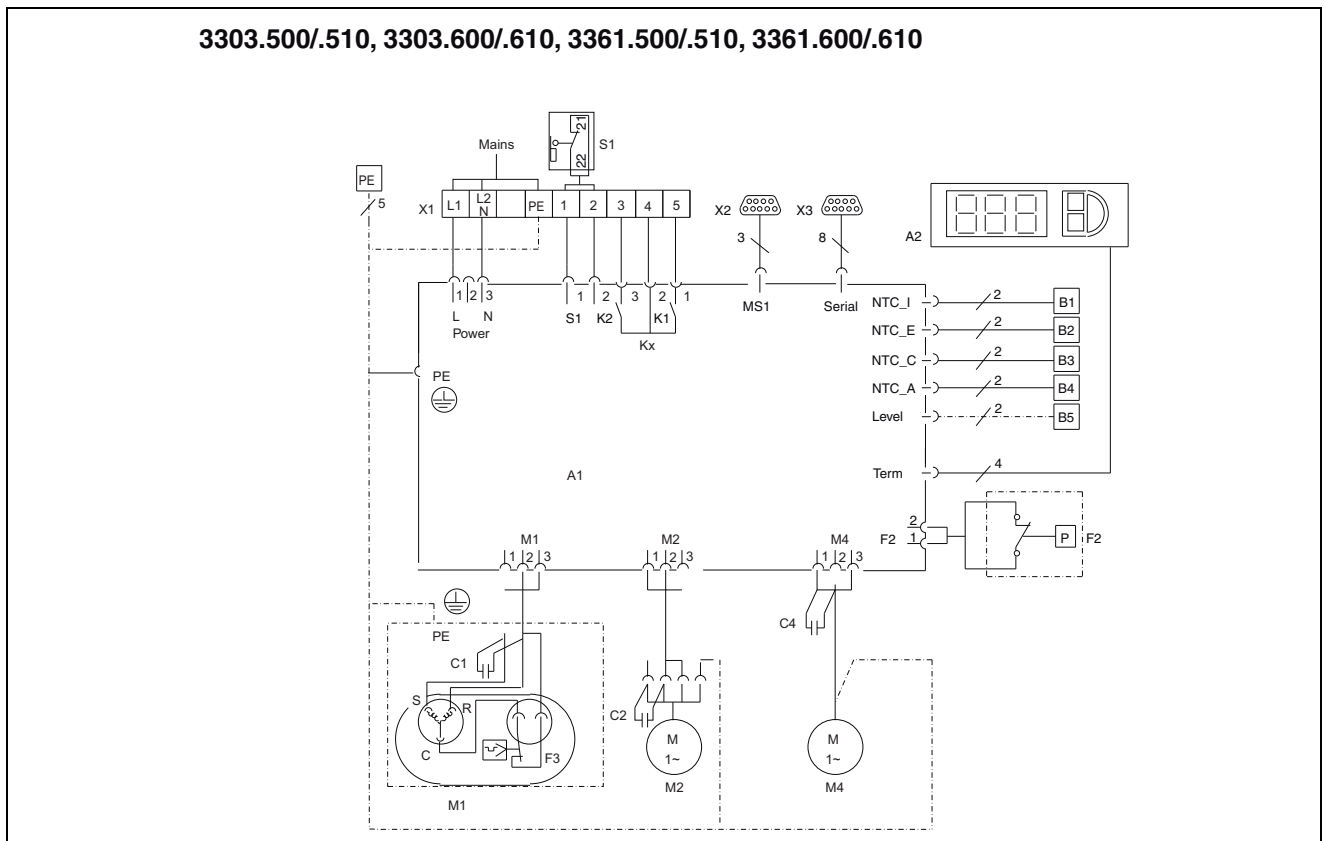 3303.500/.510, 3303.600/.610, 3361.500/.510, 3361.600/.610
21
22
S1
Mains
PE
5
X1
L1
L2
N
PE
1
2
3
4
5
X2
X3
3
8
A2
1
2
3
L
N
Power
1
2
3
2
1
S1
K2
K1
Kx
MS1
Serial
NTC_I
2
B1
NTC_E
2
B2
NTC_C
2
B3
NTC_A
2
B4
Level
2
B5
PE
Term
4
A1
F2
2
1
P
F2
M1
1
2
3
M2
1
2
3
M4
1
2
3
PE
C1
S
R
C
F3
M1
C2
M
1~
M2
C4
M
1~
M4